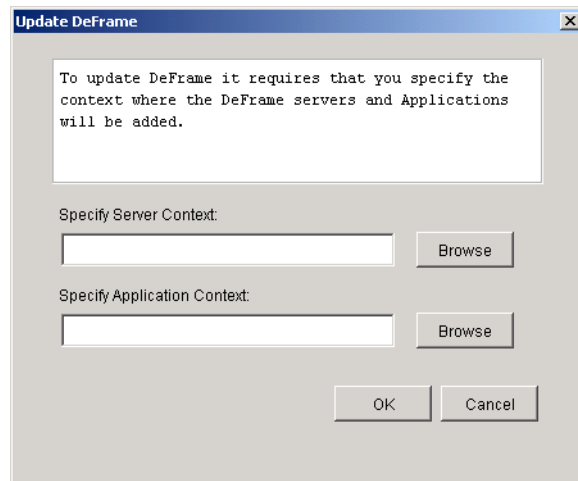 Update DeFrame
To update DeFrame it requires that you specify the
context where the DeFrame servers and Applications
will be added.
Specify Server Context:
Browse
Specify Application Context:
Browse
OK Cancel